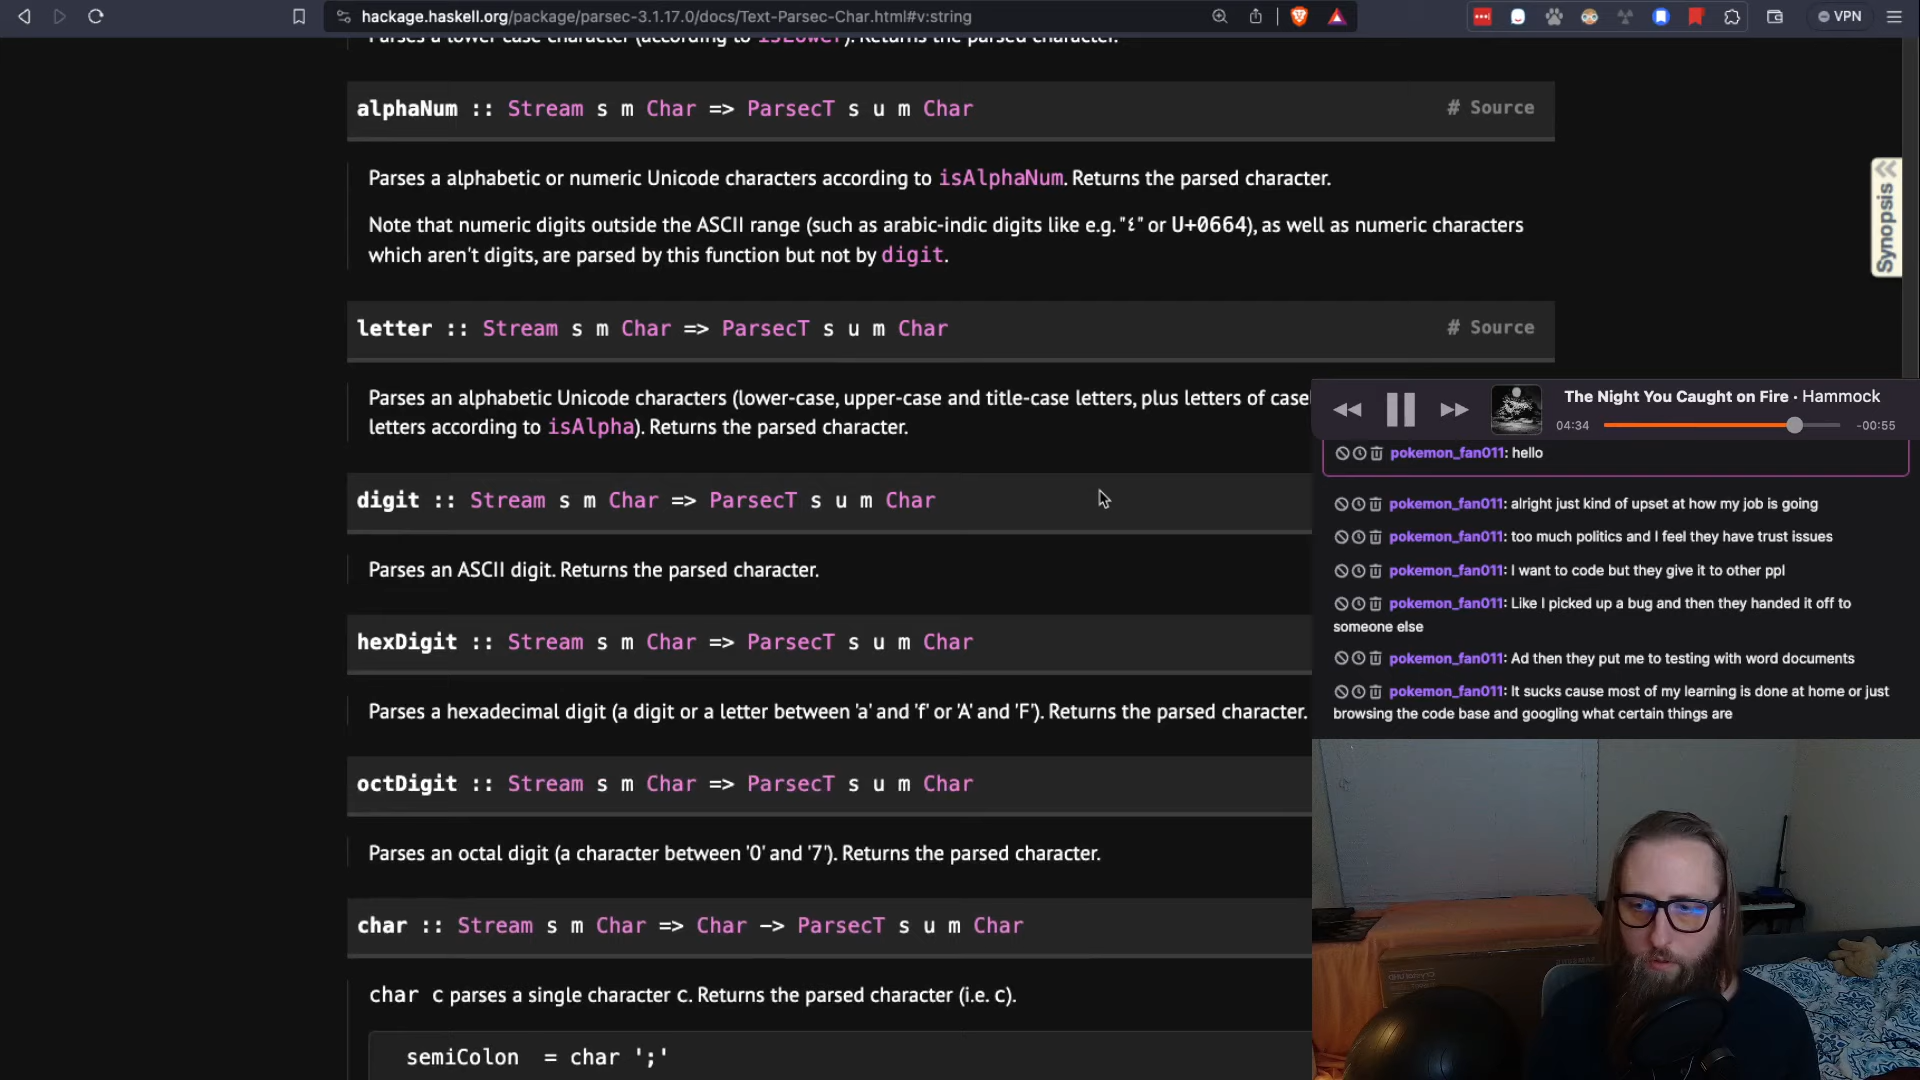 hackage.haskell.org/package/parsec-3.1.17.0/docs/Text-Parsec-Char.html#v:string
VPN
Parses a lower case character (according to isLower). Returns the parsed character.
alphaNum :: Stream s m Char => ParsecT s u m Char
# Source
Parses a alphabetic or numeric Unicode characters according to isAlphaNum. Returns the parsed character.
Note that numeric digits outside the ASCII range (such as arabic-indic digits like e.g. "٤" or U+0664), as well as numeric characters
which aren't digits, are parsed by this function but not by digit.
Synopsis
letter :: Stream s m Char => ParsecT s u m Char
# Source
Parses an alphabetic Unicode characters (lower-case, upper-case and title-case letters, plus letters of casel
letters according to isAlpha). Returns the parsed character.
digit :: Stream s m Char => ParsecT s u m Char
Parses an ASCII digit. Returns the parsed character.
hexDigit :: Stream s m Char => ParsecT s u m Char
Parses a hexadecimal digit (a digit or a letter between 'a' and 'f' or 'A' and 'F'). Returns the parsed character.
octDigit :: Stream s m Char => ParsecT s u m Char
Parses an octal digit (a character between '0' and '7'). Returns the parsed character.
char :: Stream s m Char => Char -> ParsecT s u m Char
char c parses a single character c. Returns the parsed character (i.e. c).
semiColon = char ';'
The Night You Caught on Fire · Hammock
04:34
-00:55
pokemon_fan011: hello
pokemon_fan011: alright just kind of upset at how my job is going
pokemon_fan011: too much politics and I feel they have trust issues
pokemon_fan011: I want to code but they give it to other ppl
pokemon_fan011: Like I picked up a bug and then they handed it off to
someone else
pokemon_fan011: Ad then they put me to testing with word documents
pokemon_fan011: It sucks cause most of my learning is done at home or just
browsing the code base and googling what certain things are